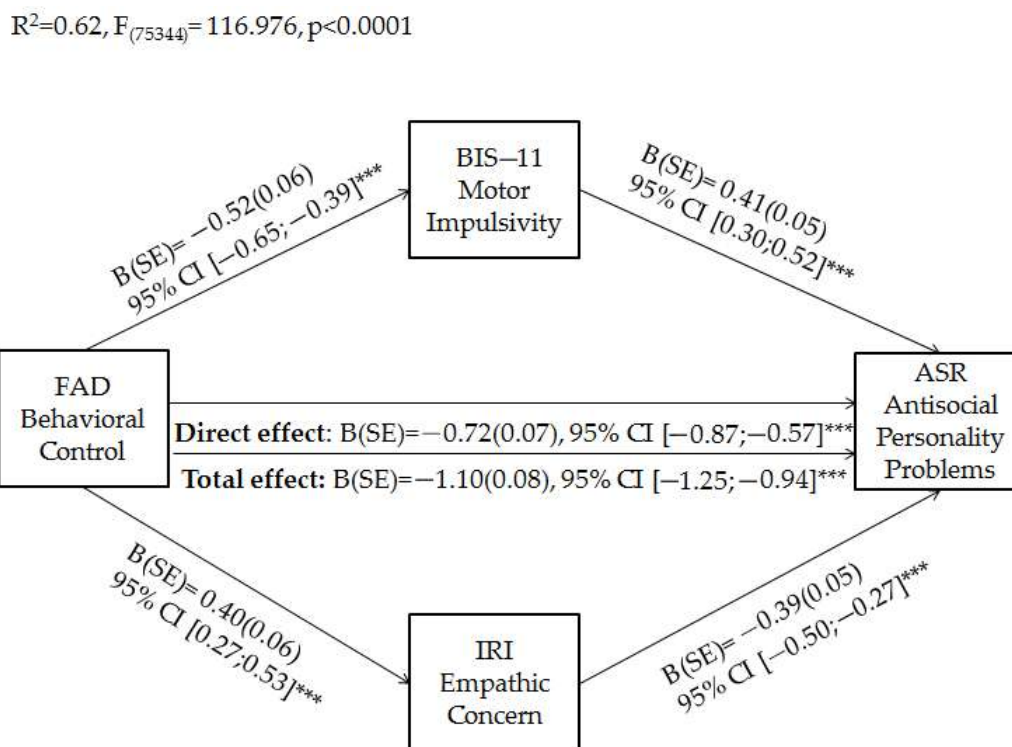 R²=0.62, F(75344)= 116.976, p<0.0001
BIS–11
Motor
Impulsivity
B(SE)= −0.52(0.06)
95% CI [−0.65;−0.39]***
B(SE)= 0.41(0.05)
95% CI [0.30;0.52]***
FAD
Behavioral
Control
Direct effect: B(SE)=−0.72(0.07), 95% CI [−0.87;−0.57]***
Total effect: B(SE)=−1.10(0.08), 95% CI [−1.25;−0.94]***
ASR
Antisocial
Personality
Problems
B(SE)= 0.40(0.06)
95% CI [0.27;0.53]***
IRI
Empathic
Concern
B(SE)= −0.39(0.05)
95% CI [−0.50;−0.27]***